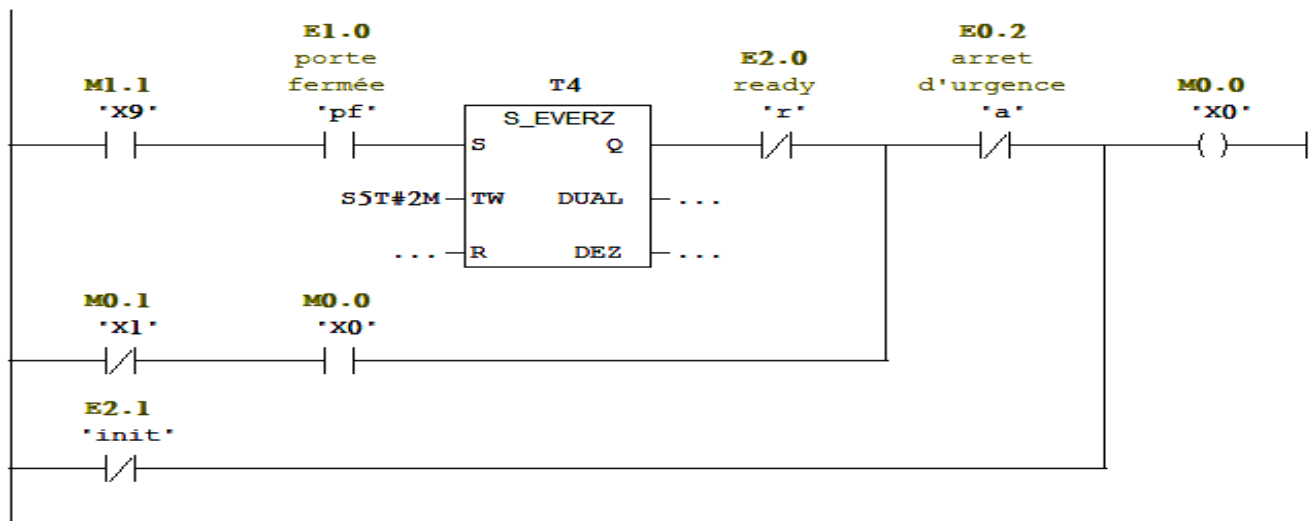 E1.0
porte
fermée
M1.1
"X9"
"pf"
T4
S_EVERZ
S
Q
S5T#2M
TW
DUAL
...
...
R
DEZ
...
E2.0
ready
"r"
E0.2
arret
d'urgence
"a"
M0.0
"X0"
( )
M0.1
"X1"
M0.0
"X0"
E2.1
"init"